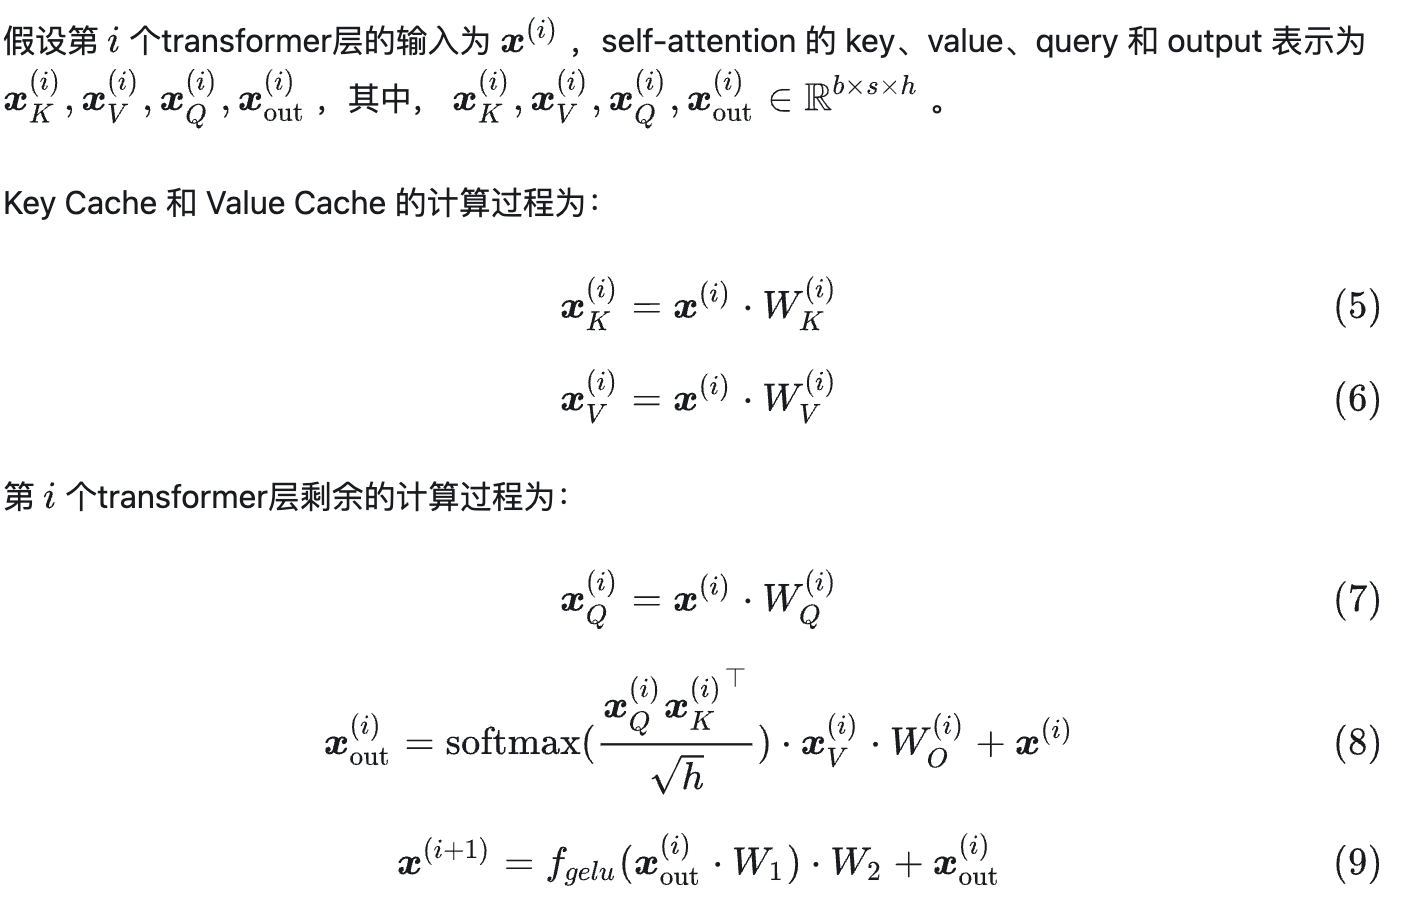 假设第 $i$ 个transformer层的输入为 $\boldsymbol{x}^{(i)}$ ，self-attention 的 key、value、query 和 output 表示为
$\boldsymbol{x}_K^{(i)}, \boldsymbol{x}_V^{(i)}, \boldsymbol{x}_Q^{(i)}, \boldsymbol{x}_{\text{out}}^{(i)}$ ，其中， $\boldsymbol{x}_K^{(i)}, \boldsymbol{x}_V^{(i)}, \boldsymbol{x}_Q^{(i)}, \boldsymbol{x}_{\text{out}}^{(i)} \in \mathbb{R}^{b \times s \times h}$ 。
Key Cache 和 Value Cache 的计算过程为：
$\boldsymbol{x}_K^{(i)} = \boldsymbol{x}^{(i)} \cdot W_K^{(i)}$ (5)
$\boldsymbol{x}_V^{(i)} = \boldsymbol{x}^{(i)} \cdot W_V^{(i)}$ (6)
第 $i$ 个transformer层剩余的计算过程为：
$\boldsymbol{x}_Q^{(i)} = \boldsymbol{x}^{(i)} \cdot W_Q^{(i)}$ (7)
$\boldsymbol{x}_{\text{out}}^{(i)} = \text{softmax}(\frac{\boldsymbol{x}_Q^{(i)} {\boldsymbol{x}_K^{(i)}}^\top}{\sqrt{h}}) \cdot \boldsymbol{x}_V^{(i)} \cdot W_O^{(i)} + \boldsymbol{x}^{(i)}$ (8)
$\boldsymbol{x}^{(i+1)} = f_{gelu}(\boldsymbol{x}_{\text{out}}^{(i)} \cdot W_1) \cdot W_2 + \boldsymbol{x}_{\text{out}}^{(i)}$ (9)